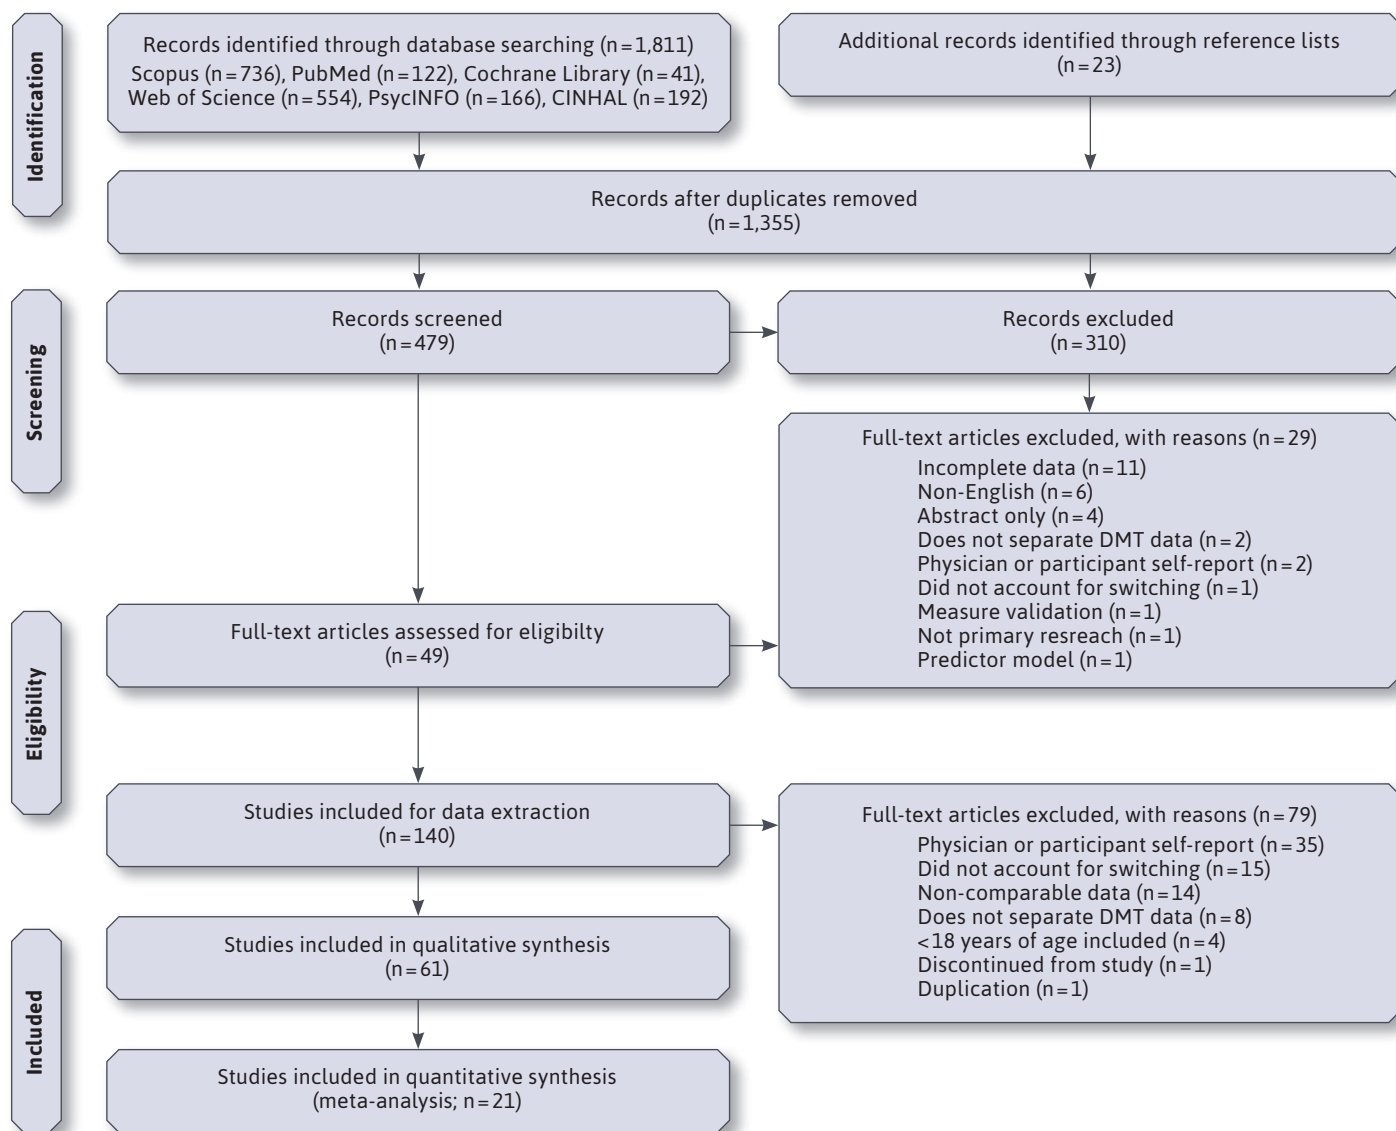 Identification
Records identified through database searching (n=1,811)
Scopus (n=736), PubMed (n=122), Cochrane Library (n=41),
Web of Science (n=554), PsycINFO (n=166), CINHAL (n=192)
Additional records identified through reference lists
(n=23)
Records after duplicates removed
(n=1,355)
Screening
Records screened
(n=479)
Records excluded
(n=310)
Full-text articles excluded, with reasons (n=29)
Incomplete data (n=11)
Non-English (n=6)
Abstract only (n=4)
Does not separate DMT data (n=2)
Physician or participant self-report (n=2)
Did not account for switching (n=1)
Measure validation (n=1)
Not primary resreach (n=1)
Predictor model (n=1)
Eligibility
Full-text articles assessed for eligibilty
(n=49)
Studies included for data extraction
(n=140)
Full-text articles excluded, with reasons (n=79)
Physician or participant self-report (n=35)
Did not account for switching (n=15)
Non-comparable data (n=14)
Does not separate DMT data (n=8)
<18 years of age included (n=4)
Discontinued from study (n=1)
Duplication (n=1)
Included
Studies included in qualitative synthesis
(n=61)
Studies included in quantitative synthesis
(meta-analysis; n=21)